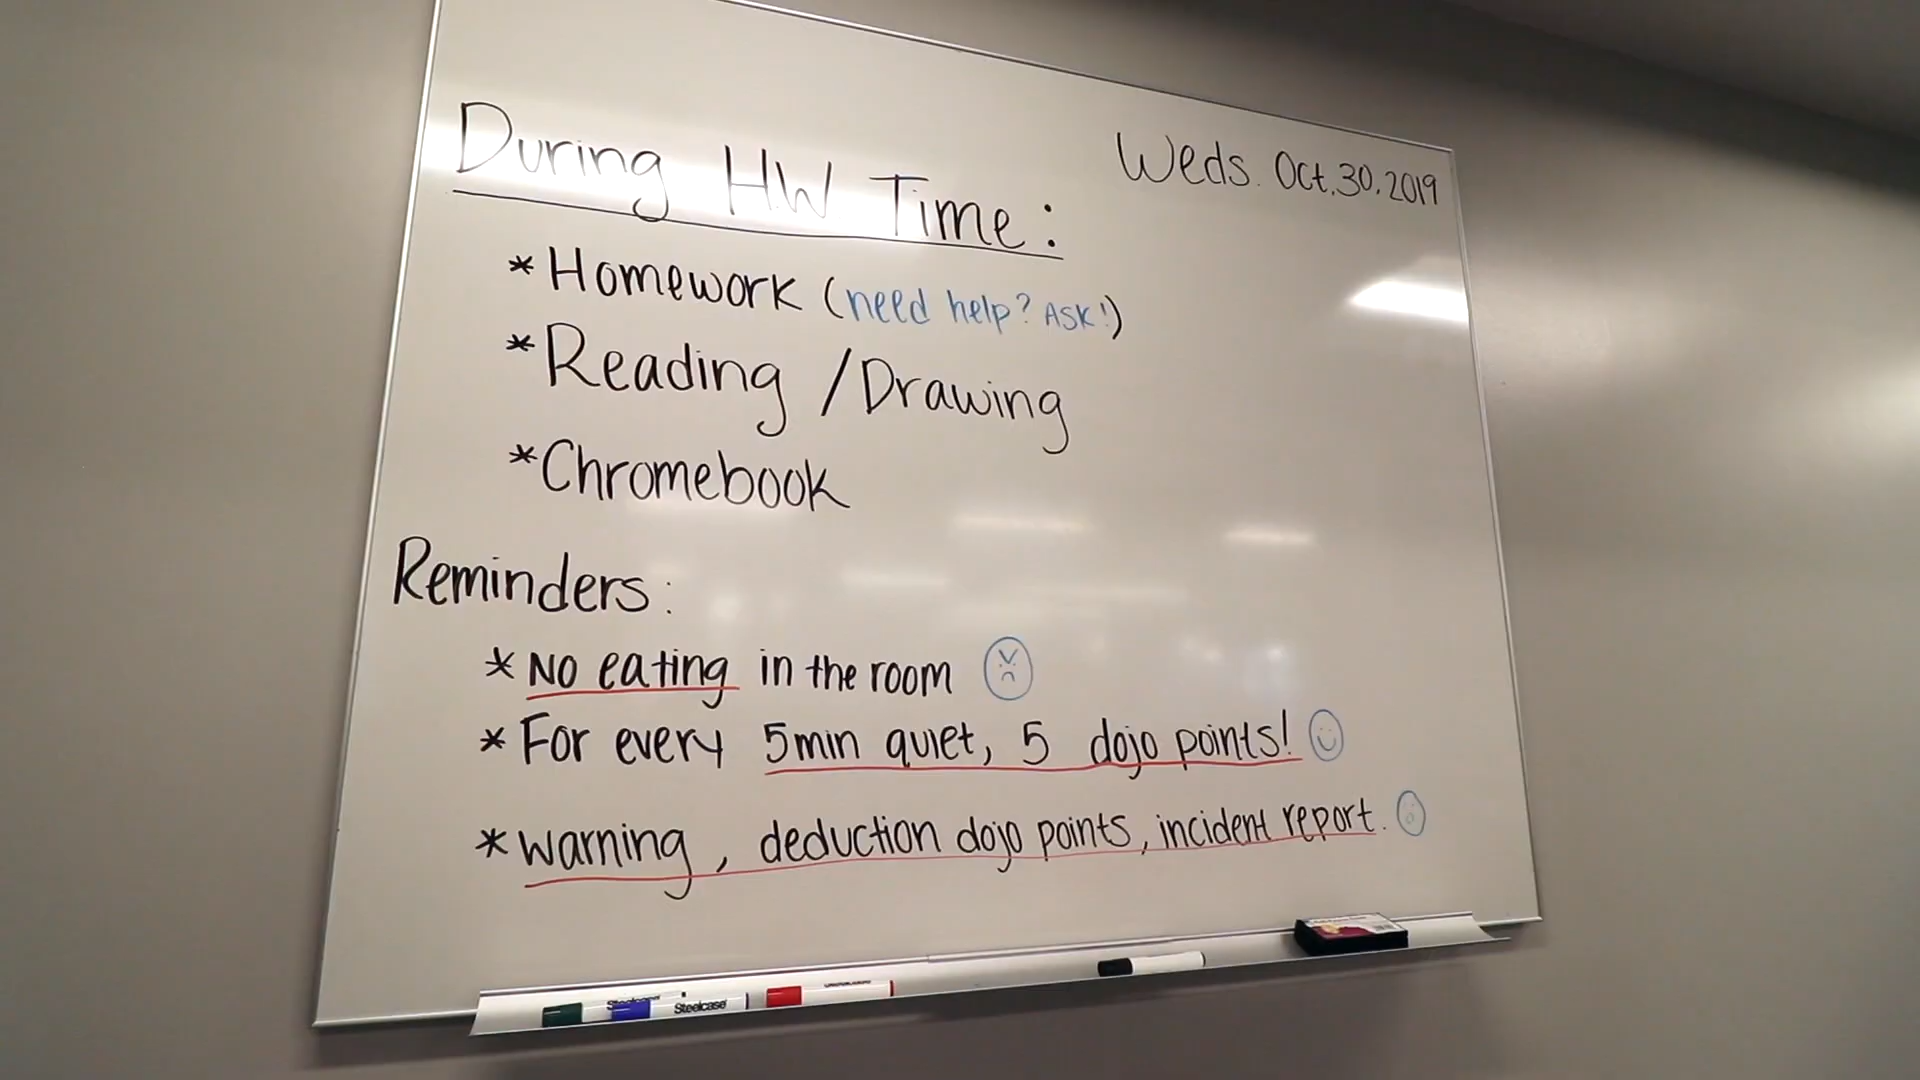 During H.W Time:
Weds. Oct. 30. 2019
* Homework (need help? Ask!)
* Reading / Drawing
* Chromebook
Reminders:
* No eating in the room
* For every 5min quiet, 5 dojo points!
* warning, deduction dojo points, incident report.
Steelcase
Steelcase